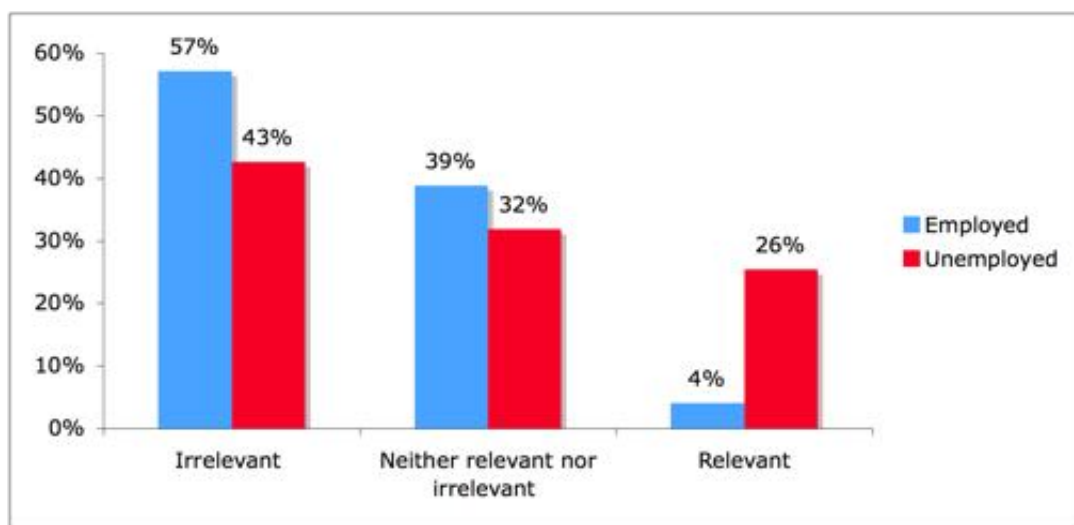 60%
50%
40%
30%
20%
10%
0%
57%
43%
39%
32%
4%
26%
Irrelevant
Neither relevant nor
irrelevant
Relevant
Employed
Unemployed